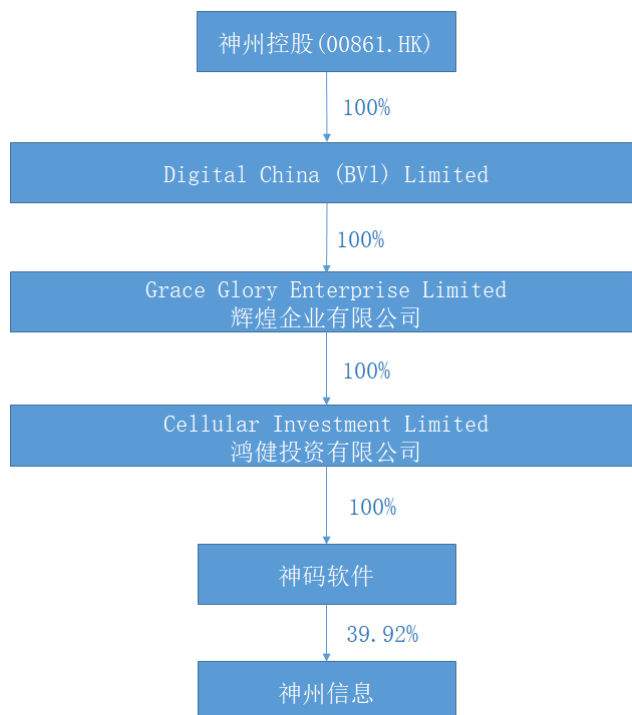 神州控股(00861.HK)
100%
Digital China (BVl) Limited
100%
Grace Glory Enterprise Limited
辉煌企业有限公司
100%
Cellular Investment Limited
鸿健投资有限公司
100%
神码软件
39.92%
神州信息